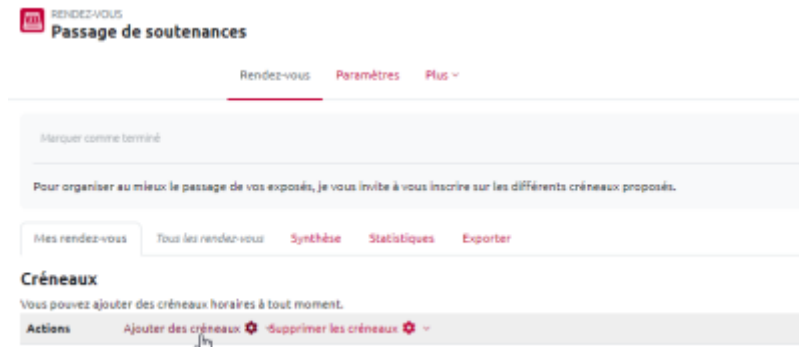 RENDEZ-VOUS
Passage de soutenances
Rendez-vous Paramètres Plus
Marquer comme terminé
Pour organiser au mieux le passage de vos exposés, je vous invite à vous inscrire sur les différents créneaux proposés.
Mes rendez-vous Tous les rendez-vous Synthèse Statistiques Exporter
Créneaux
Vous pouvez ajouter des créneaux horaires à tout moment.
Actions Ajouter des créneaux Supprimer les créneaux